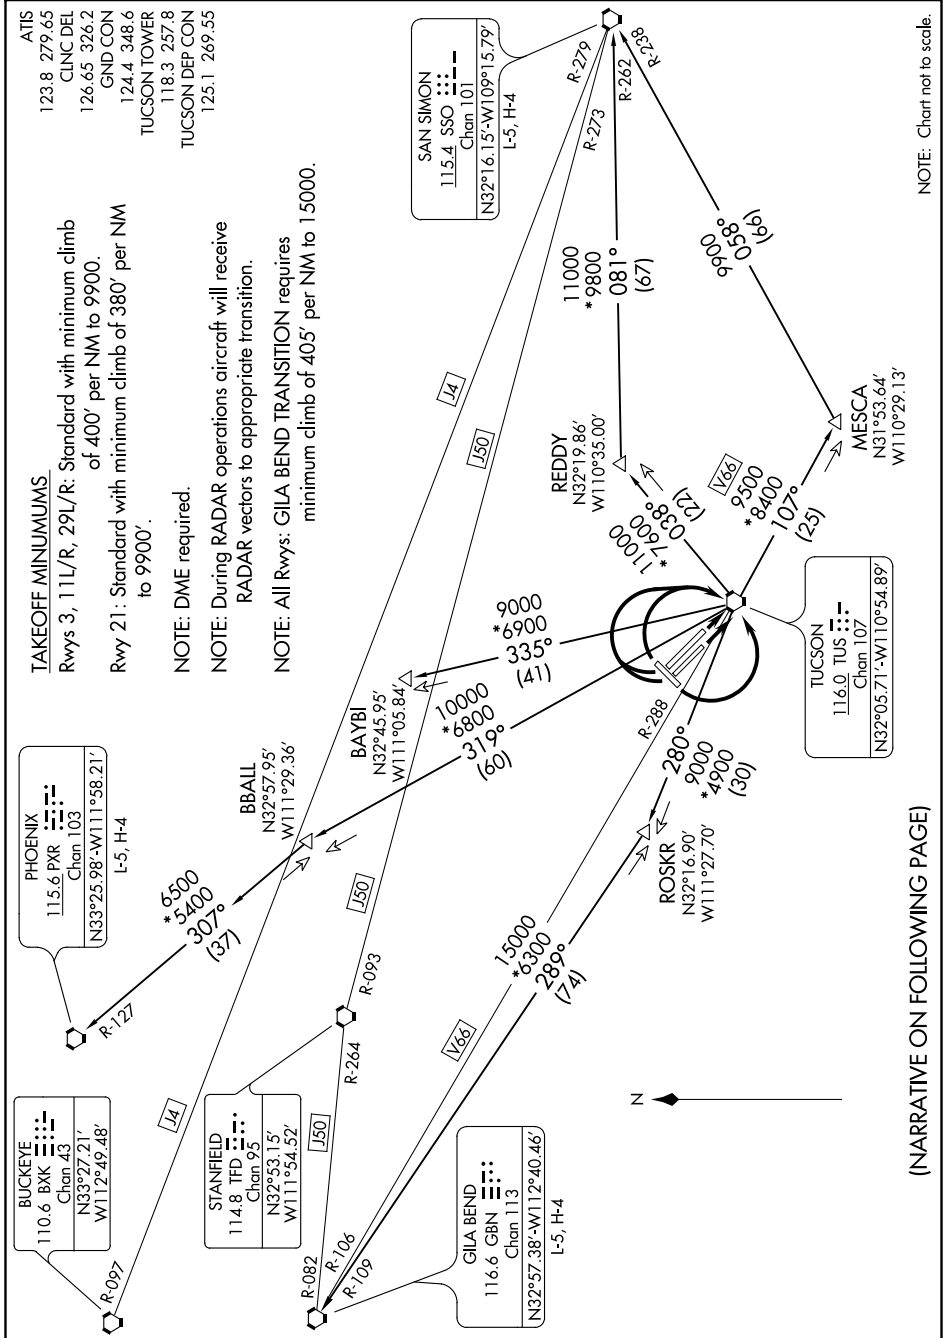 ATIS
123.8 279.65
CLNC DEL
126.65 326.2
GND CON
124.4 348.6
TUCSON TOWER
118.3 257.8
TUCSON DEP CON
125.1 269.55
TAKEOFF MINUMUMS
Rwys 3, 11L/R, 29L/R: Standard with minimum climb
of 400' per NM to 9900.
Rwy 21: Standard with minimum climb of 380' per NM
to 9900'.
NOTE: DME required.
NOTE: During RADAR operations aircraft will receive
RADAR vectors to appropriate transition.
NOTE: All Rwys: GILA BEND TRANSITION requires
minimum climb of 405' per NM to 15000.
PHOENIX
115.6 PXR
Chan 103
N33°25.98'-W111°58.21'
L-5, H-4
R-127
6500
*5400
307°
(37)
BBALL
N32°57.95'
W111°29.36'
BUCKEYE
110.6 BXK
Chan 43
N33°27.21'
W112°49.48'
R-097
J4
J4
STANFIELD
114.8 TFD
Chan 95
N32°53.15'
W111°54.52'
R-264
R-093
J50
J50
J50
GILA BEND
116.6 GBN
Chan 113
N32°57.38'-W112°40.46'
L-5, H-4
R-082
R-106
R-109
V66
15000
*6300
289°
(74)
ROSKR
N32°16.90'
W111°27.70'
280°
9000
*4900
(30)
R-288
BAYBI
N32°45.95'
W111°05.84'
10000
*6800
319°
(60)
9000
*6900
335°
(41)
TUCSON
116.0 TUS
Chan 107
N32°05.71'-W110°54.89'
11000
*7600
038°
(22)
REDDY
N32°19.86'
W110°35.00'
V66
9500
*8400
107°
(25)
MESCA
N31°53.64'
W110°29.13'
11000
*9800
081°
(67)
9900
058°
(66)
SAN SIMON
115.4 SSO
Chan 101
N32°16.15'-W109°15.79'
L-5, H-4
R-279
R-273
R-262
R-238
N
NOTE: Chart not to scale.
(NARRATIVE ON FOLLOWING PAGE)